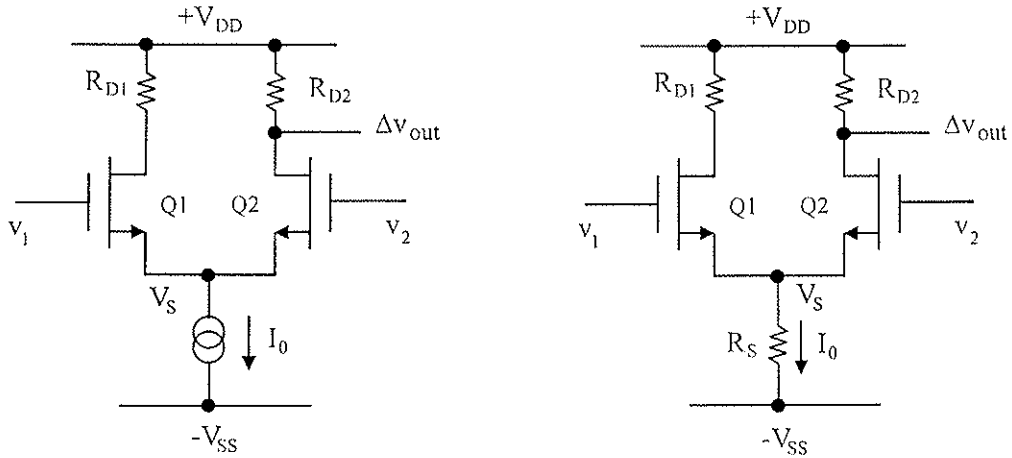 +V_DD
R_D1
R_D2
Δv_out
Q1
Q2
v_1
v_2
V_S
I_0
-V_SS
+V_DD
R_D1
R_D2
Δv_out
Q1
Q2
v_1
v_2
V_S
R_S
I_0
-V_SS